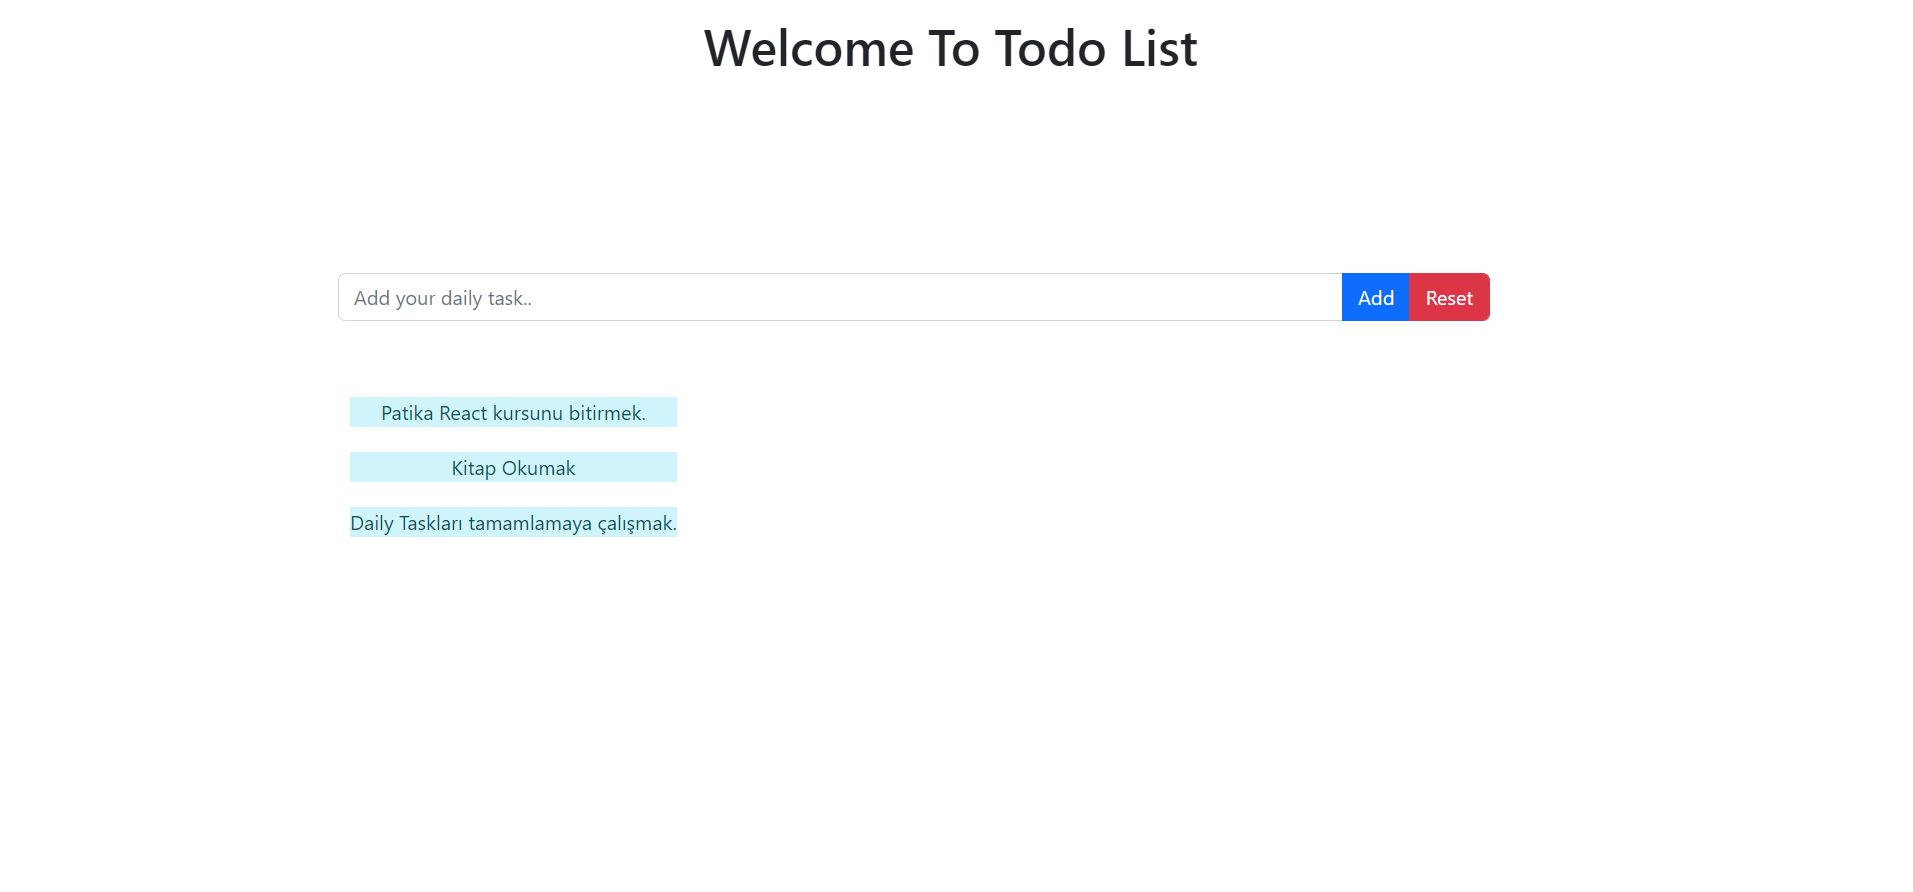 Welcome To Todo List
Add your daily task..
Add
Reset
Patika React kursunu bitirmek.
Kitap Okumak
Daily Taskları tamamlamaya çalışmak.